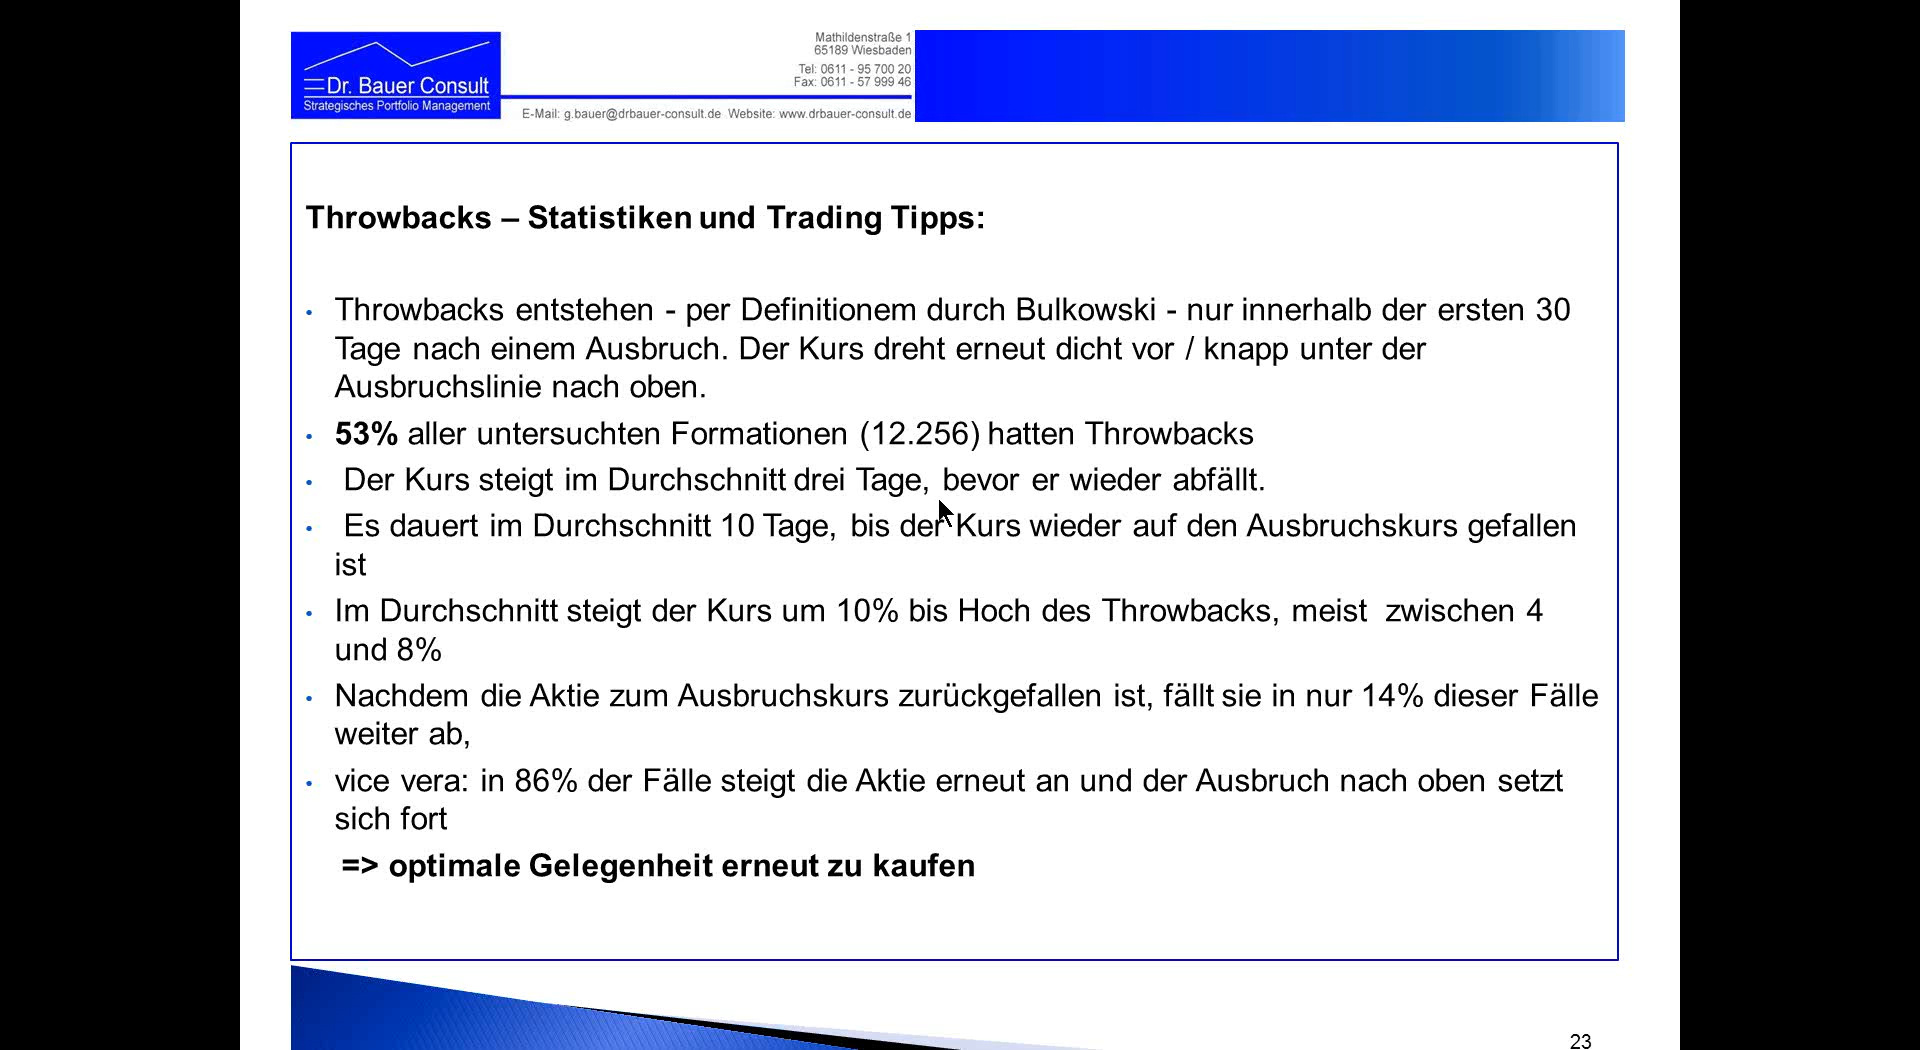 Dr. Bauer Consult
Strategisches Portfolio Management
Mathildenstraße 1
65189 Wiesbaden
Tel: 0611 - 95 700 20
Fax: 0611 - 57 999 46
E-Mail: g.bauer@drbauer-consult.de Website: www.drbauer-consult.de
Throwbacks – Statistiken und Trading Tipps:
• Throwbacks entstehen - per Definitionem durch Bulkowski - nur innerhalb der ersten 30
Tage nach einem Ausbruch. Der Kurs dreht erneut dicht vor / knapp unter der
Ausbruchslinie nach oben.
• 53% aller untersuchten Formationen (12.256) hatten Throwbacks
• Der Kurs steigt im Durchschnitt drei Tage, bevor er wieder abfällt.
• Es dauert im Durchschnitt 10 Tage, bis der Kurs wieder auf den Ausbruchskurs gefallen
ist
• Im Durchschnitt steigt der Kurs um 10% bis Hoch des Throwbacks, meist zwischen 4
und 8%
• Nachdem die Aktie zum Ausbruchskurs zurückgefallen ist, fällt sie in nur 14% dieser Fälle
weiter ab,
• vice vera: in 86% der Fälle steigt die Aktie erneut an und der Ausbruch nach oben setzt
sich fort
=> optimale Gelegenheit erneut zu kaufen
23